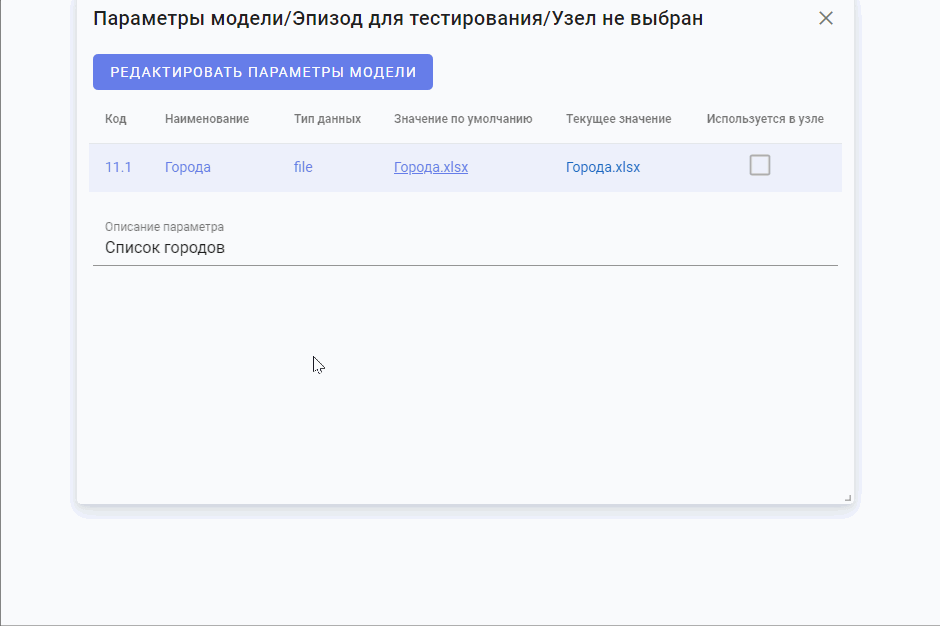 Параметры модели/Эпизод для тестирования/Узел не выбран
РЕДАКТИРОВАТЬ ПАРАМЕТРЫ МОДЕЛИ
Код Наименование Тип данных Значение по умолчанию Текущее значение Используется в узле
11.1 Города file Города.xlsx Города.xlsx
Описание параметра
Список городов